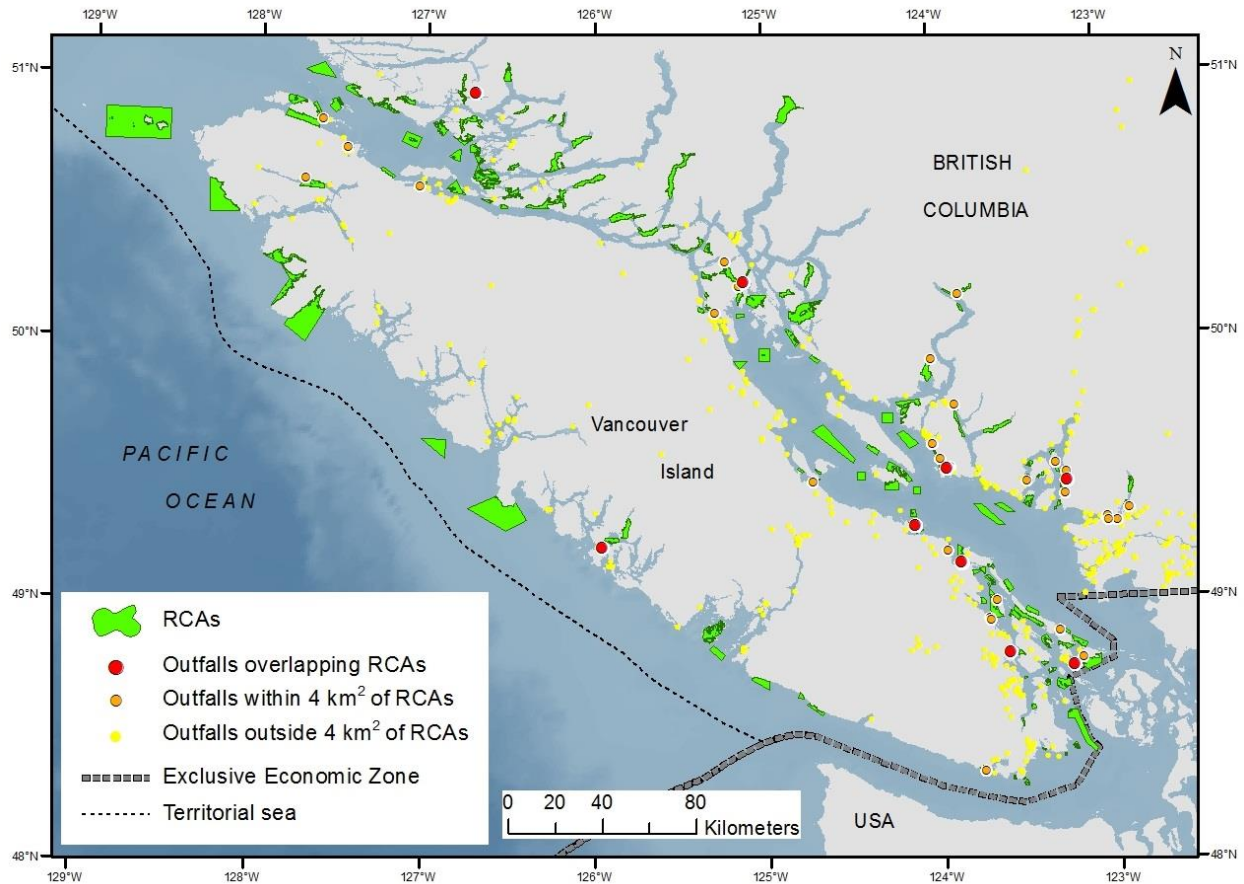 129°W 128°W 127°W 126°W 125°W 124°W 123°W
N
51°N 51°N
BRITISH
COLUMBIA
50°N 50°N
Vancouver
Island
PACIFIC
OCEAN
49°N 49°N
RCAs
Outfalls overlapping RCAs
Outfalls within 4 km² of RCAs
Outfalls outside 4 km² of RCAs
Exclusive Economic Zone
Territorial sea
0 20 40 80
Kilometers
USA
48°N 48°N
129°W 128°W 127°W 126°W 125°W 124°W 123°W